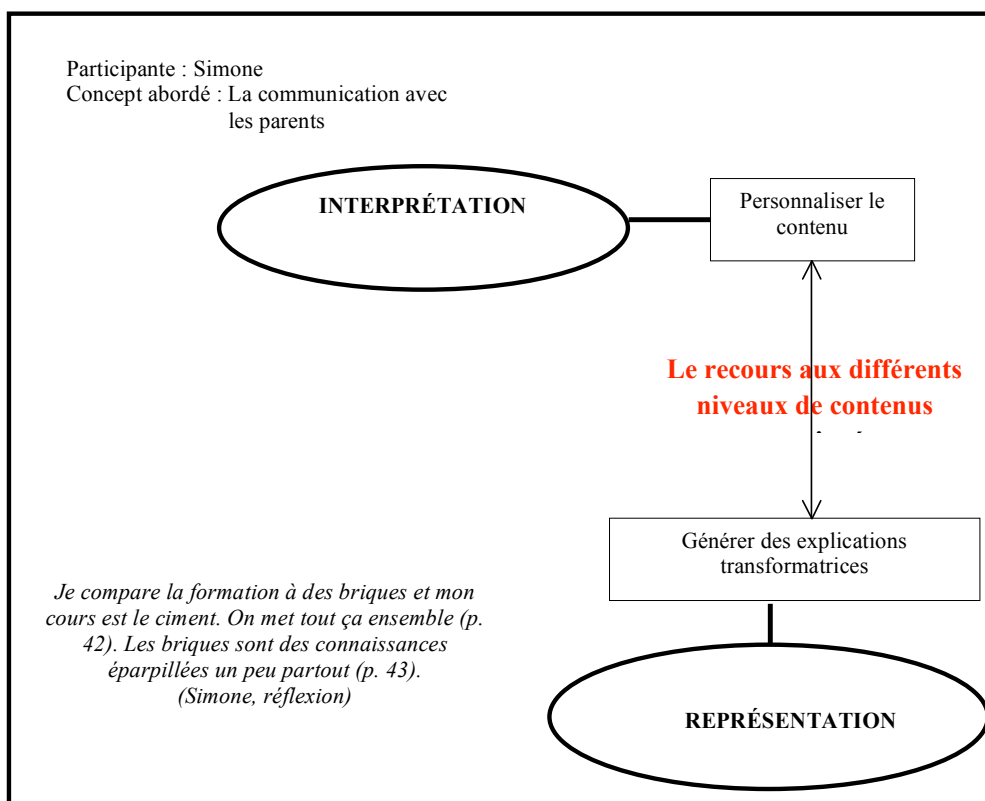 Participante : Simone
Concept abordé : La communication avec
les parents
INTERPRÉTATION
Personnaliser le
contenu
Le recours aux différents
niveaux de contenus
Générer des explications
transformatrices
Je compare la formation à des briques et mon
cours est le ciment. On met tout ça ensemble (p.
42). Les briques sont des connaissances
éparpillées un peu partout (p. 43).
(Simone, réflexion)
REPRÉSENTATION